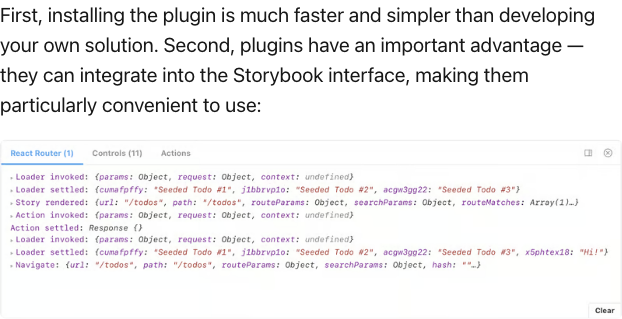 First, installing the plugin is much faster and simpler than developing
your own solution. Second, plugins have an important advantage —
they can integrate into the Storybook interface, making them
particularly convenient to use:
React Router (1) Controls (11) Actions
Loader invoked: {params: Object, request: Object, context: undefined}
Loader settled: {cumafpffy: "Seeded Todo #1", j1bbrvp1o: "Seeded Todo #2", acgw3gg22: "Seeded Todo #3"}
Story rendered: {url: "/todos", path: "/todos", routeParams: Object, searchParams: Object, routeMatches: Array(1)…}
Action invoked: {params: Object, request: Object, context: undefined}
Action settled: Response {}
Loader invoked: {params: Object, request: Object, context: undefined}
Loader settled: {cumafpffy: "Seeded Todo #1", j1bbrvp1o: "Seeded Todo #2", acgw3gg22: "Seeded Todo #3", x5phtex18: "Hi!"}
Navigate: {url: "/todos", path: "/todos", routeParams: Object, searchParams: Object, hash: ""…}
Clear